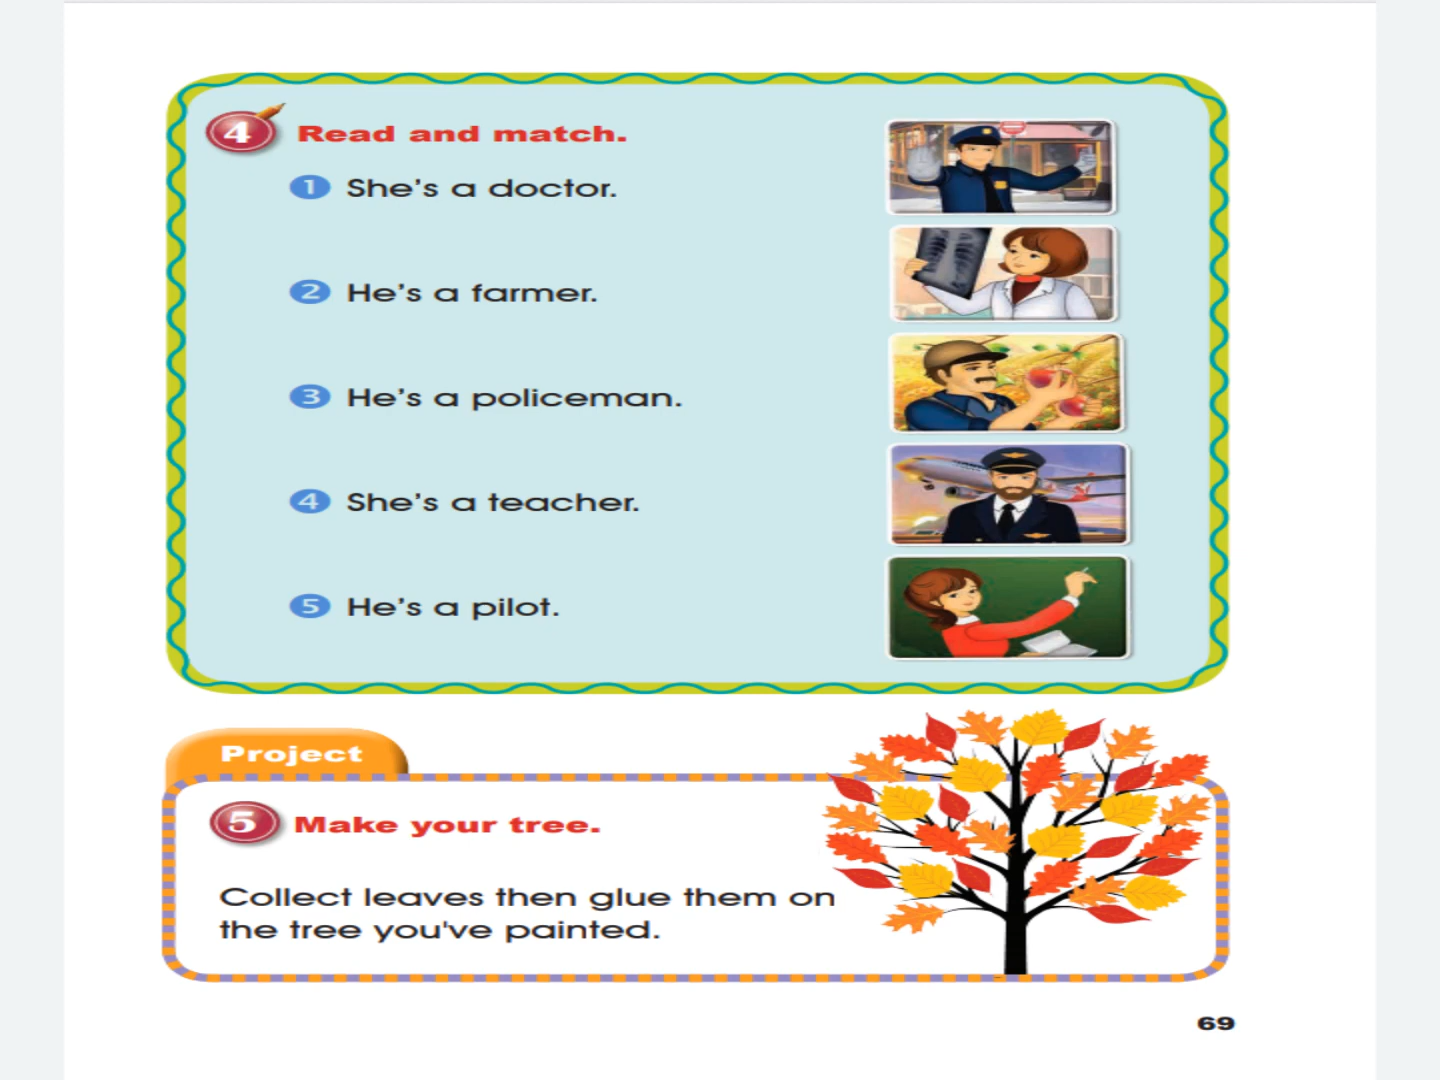 4 Read and match.
1 She's a doctor.
2 He's a farmer.
3 He's a policeman.
4 She's a teacher.
5 He's a pilot.
Project
5 Make your tree.
Collect leaves then glue them on
the tree you've painted.
69